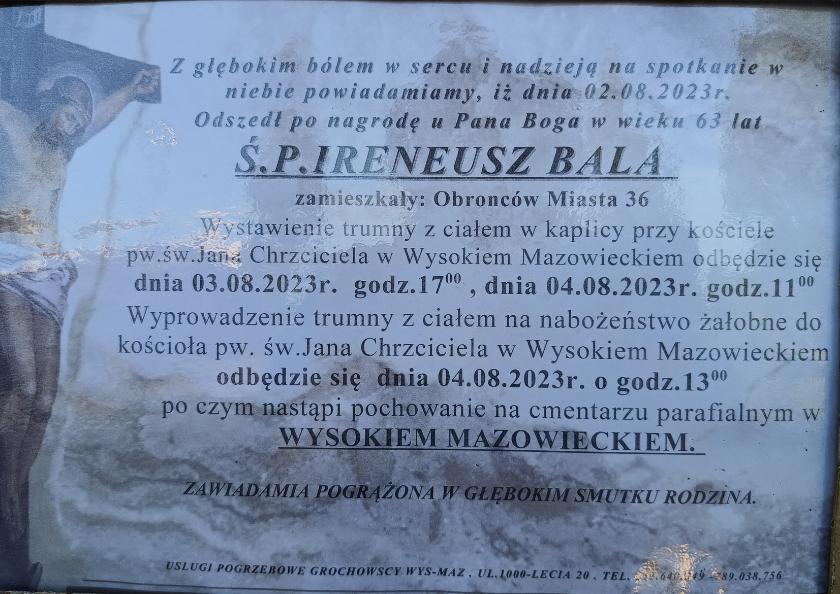 Z głębokim bólem w sercu i nadzieją na spotkanie w
niebie powiadamiamy, iż dnia 02.08.2023r.
Odszedł po nagrodę u Pana Boga w wieku 63 lat
Ś.P.IRENEUSZ BALA
zamieszkały: Obronców Miasta 36
Wystawienie trumny z ciałem w kaplicy przy kościele
pw.św.Jana Chrzciciela w Wysokiem Mazowieckiem odbędzie się
dnia 03.08.2023r. godz.17⁰⁰ , dnia 04.08.2023r. godz.11⁰⁰
Wyprowadzenie trumny z ciałem na nabożeństwo żałobne do
kościoła pw. św.Jana Chrzciciela w Wysokiem Mazowieckiem
odbędzie się dnia 04.08.2023r. o godz.13⁰⁰
po czym nastąpi pochowanie na cmentarzu parafialnym w
WYSOKIEM MAZOWIECKIEM.
ZAWIADAMIA POGRĄŻONA W GŁĘBOKIM SMUTKU RODZINA.
USLUGI POGRZEBOWE GROCHOWSCY WYS-MAZ . UL.1000-LECIA 20 . TEL.